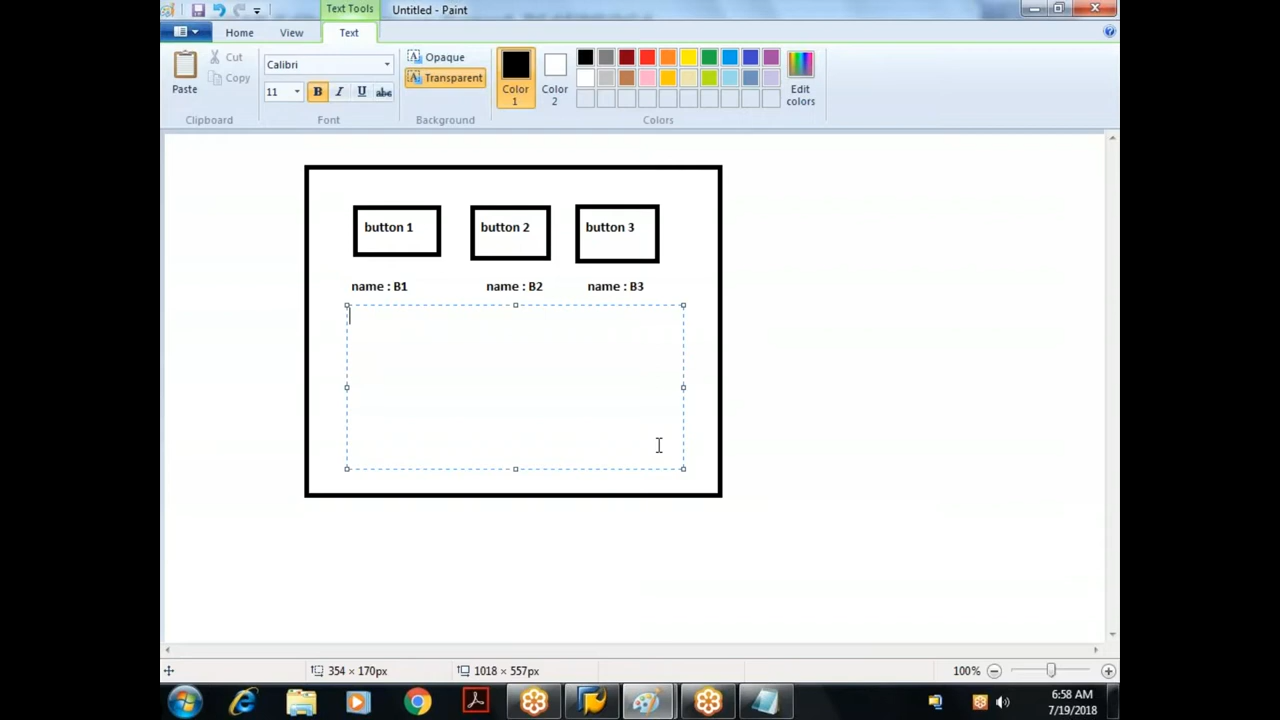 Text Tools
Untitled - Paint
Home
View
Text
Paste
Cut
Copy
Clipboard
Calibri
11
B
I
U
abc
Font
Opaque
Transparent
Background
Color 1
Color 2
Edit colors
Colors
button 1
button 2
button 3
name : B1
name : B2
name : B3
354 × 170px
1018 × 557px
100%
6:58 AM
7/19/2018